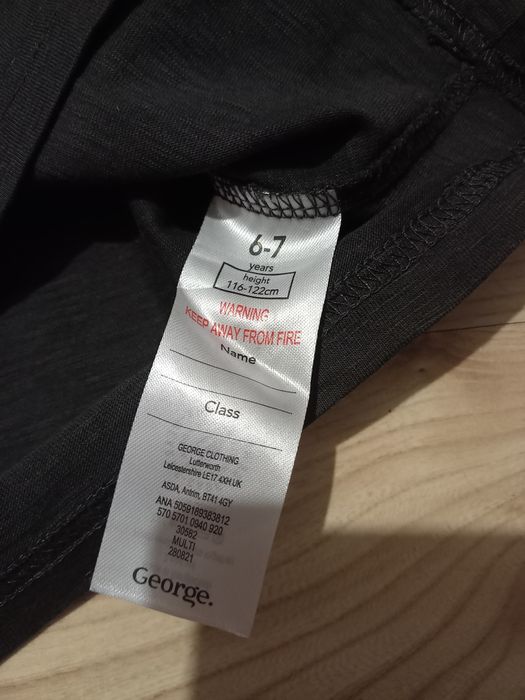 6-7
years
height
116-122cm
WARNING
KEEP AWAY FROM FIRE
Name
Class
GEORGE CLOTHING
Lutterworth
Leicestershire LE17 4XH UK
ASDA, Antrim, BT41 4GY
ANA 5059189383812
570 5701 0940 920
30562
MULTI
280821
George.